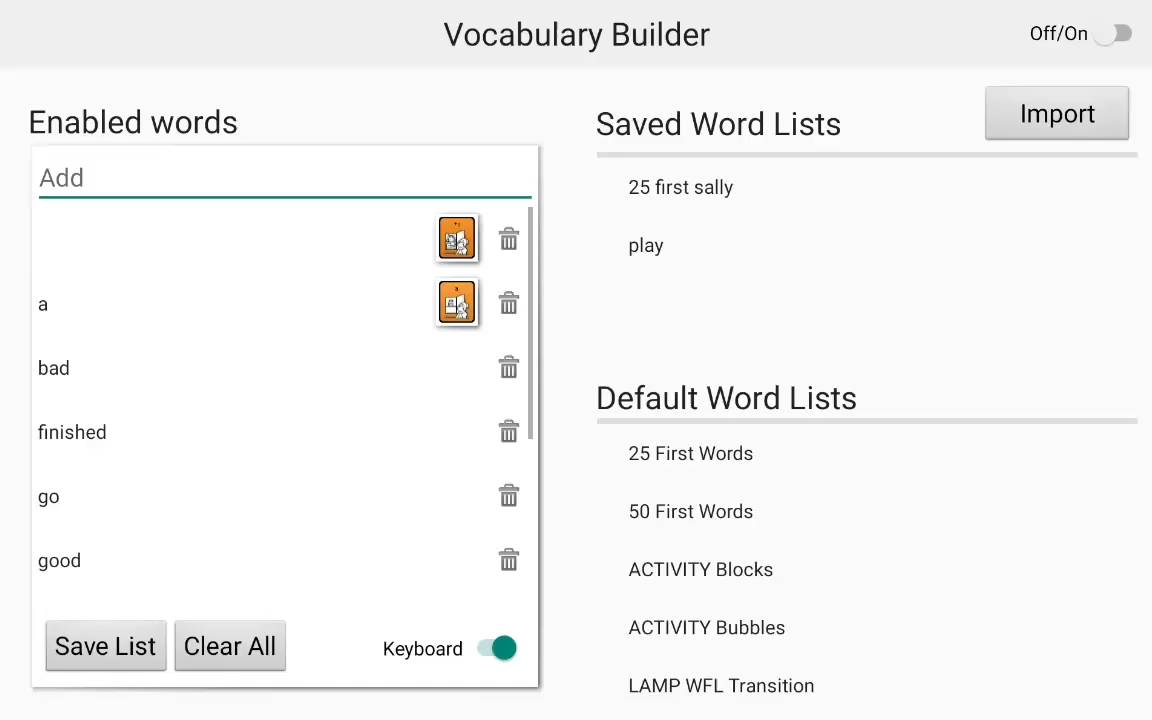 Vocabulary Builder
Off/On
Enabled words
Add
a
a
bad
finished
go
good
Save List
Clear All
Keyboard
Saved Word Lists
Import
25 first sally
play
Default Word Lists
25 First Words
50 First Words
ACTIVITY Blocks
ACTIVITY Bubbles
LAMP WFL Transition